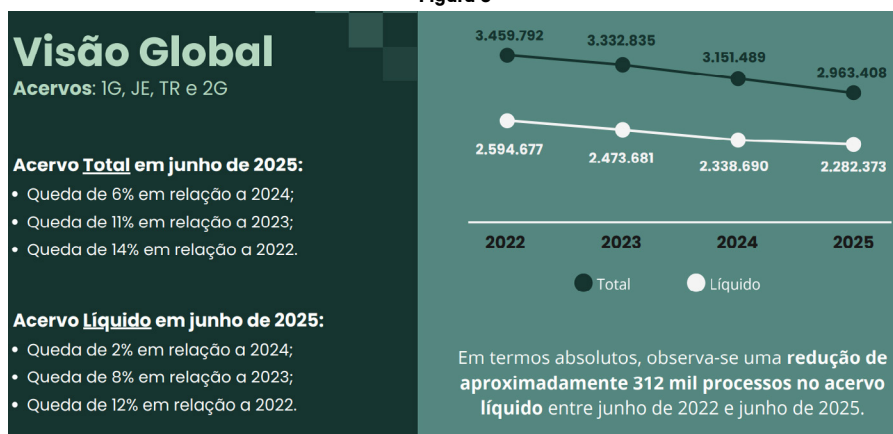 Visão Global
Acervos: 1G, JE, TR e 2G
Acervo Total em junho de 2025:
• Queda de 6% em relação a 2024;
• Queda de 11% em relação a 2023;
• Queda de 14% em relação a 2022.
Acervo Líquido em junho de 2025:
• Queda de 2% em relação a 2024;
• Queda de 8% em relação a 2023;
• Queda de 12% em relação a 2022.
3.459.792
3.332.835
3.151.489
2.963.408
2.594.677
2.473.681
2.338.690
2.282.373
2022 2023 2024 2025
Total Líquido
Em termos absolutos, observa-se uma redução de
aproximadamente 312 mil processos no acervo
líquido entre junho de 2022 e junho de 2025.